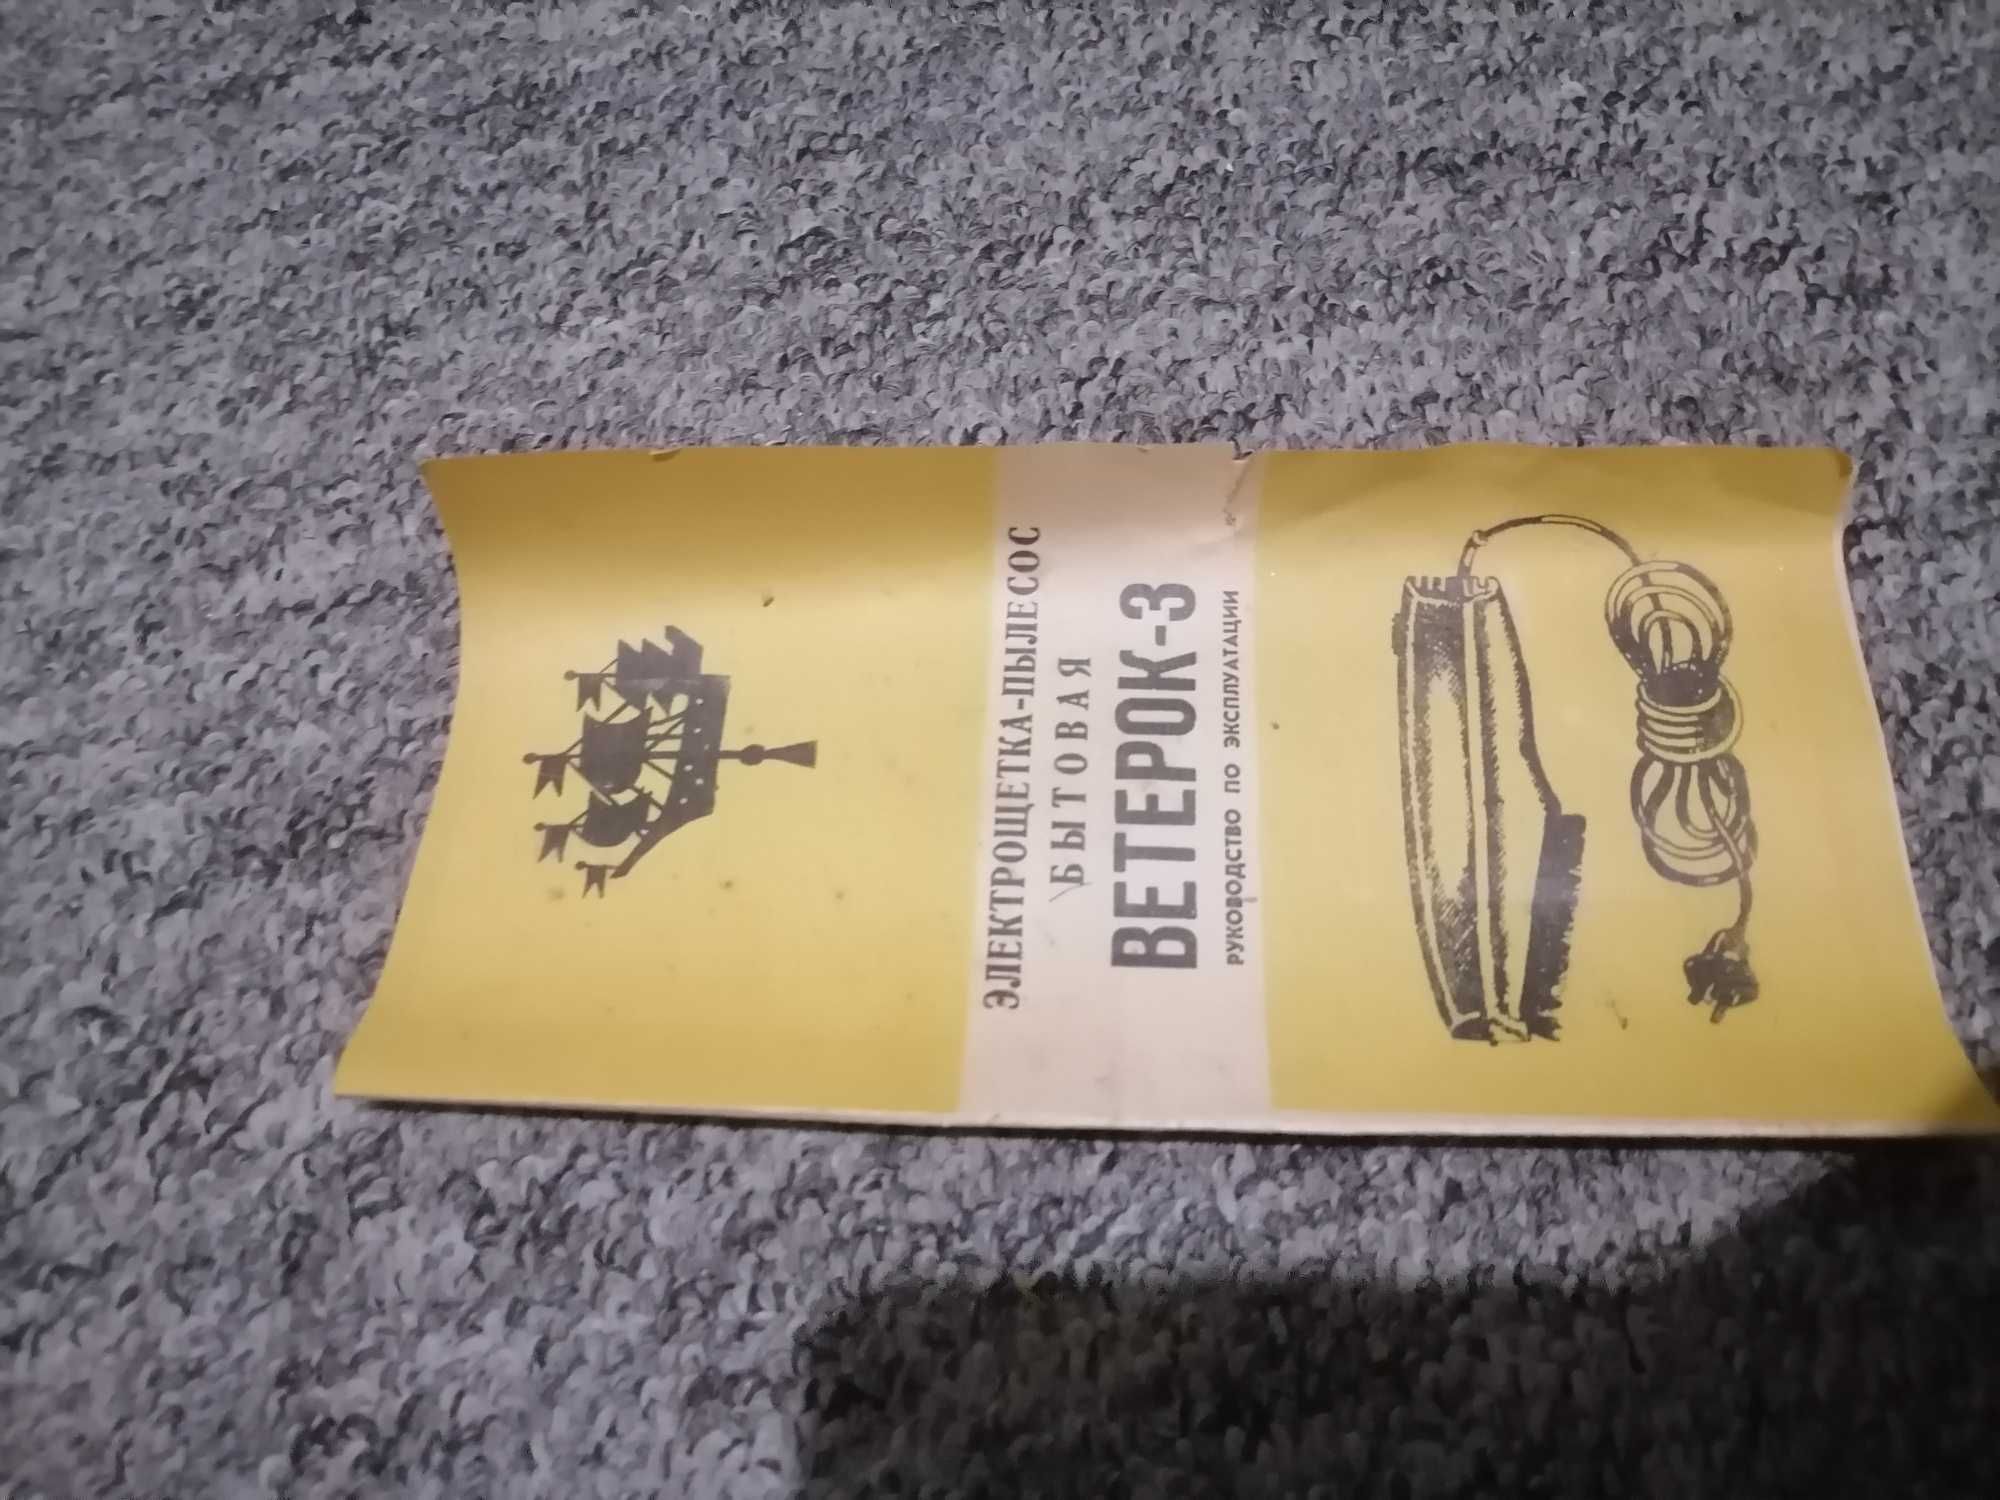 ЭЛЕКТРОЩЕТКА-ПЫЛЕСОС
БЫТОВАЯ
ВЕТЕРОК-3
РУКОВОДСТВО ПО ЭКСПЛУАТАЦИИ